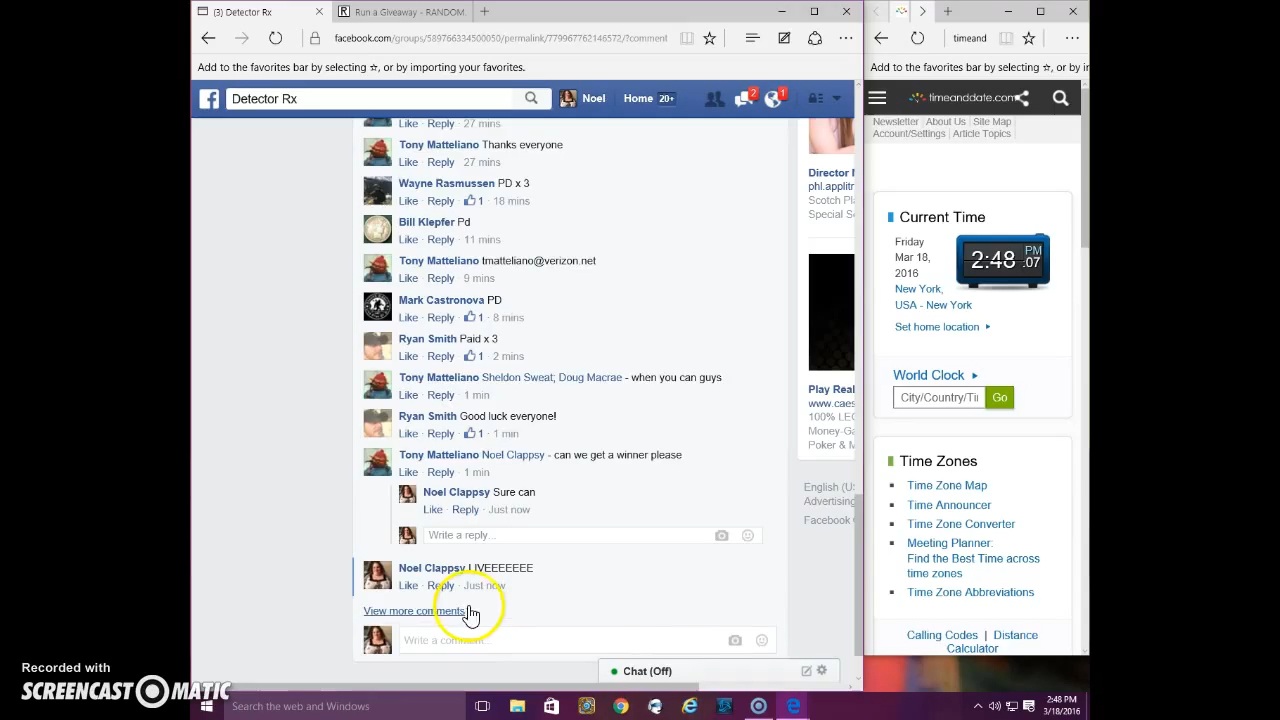 (3) Detector Rx
Run a Giveaway - RANDOM.
facebook.com/groups/589766334500050/permalink/779967762146572/?comment
timeand
Add to the favorites bar by selecting ☆, or by importing your favorites.
Add to the favorites bar by selecting ☆, or by im
Detector Rx
Noel
Home 20+
2
1
timeanddate.com
Newsletter About Us Site Map
Account/Settings Article Topics
Like · Reply · 27 mins
Tony Matteliano Thanks everyone
Like · Reply · 27 mins
Wayne Rasmussen PD x 3
Like · Reply · 1 · 18 mins
Bill Klepfer Pd
Like · Reply · 11 mins
Tony Matteliano tmatteliano@verizon.net
Like · Reply · 9 mins
Mark Castronova PD
Like · Reply · 1 · 8 mins
Ryan Smith Paid x 3
Like · Reply · 1 · 2 mins
Tony Matteliano Sheldon Sweat; Doug Macrae - when you can guys
Like · Reply · 1 min
Ryan Smith Good luck everyone!
Like · Reply · 1 · 1 min
Tony Matteliano Noel Clappsy - can we get a winner please
Like · Reply · 1 min
Noel Clappsy Sure can
Like · Reply · Just now
Write a reply...
Noel Clappsy LIVEEEEEEE
Like · Reply · Just now
View more comments
Write a comment...
Chat (Off)
Director
phl.applitr
Scotch Pla
Special S
Play Real
www.caes
100% LEG
Money-Ga
Poker & M
English (US
Advertising
Facebook
Current Time
Friday
Mar 18,
2016
New York,
USA - New York
2:48 PM .07
Set home location ▸
World Clock ▸
City/Country/Ti
Go
Time Zones
Time Zone Map
Time Announcer
Time Zone Converter
Meeting Planner:
Find the Best Time across
time zones
Time Zone Abbreviations
Calling Codes | Distance
Calculator
Recorded with
SCREENCAST O MATIC
Search the web and Windows
2:48 PM
3/18/2016